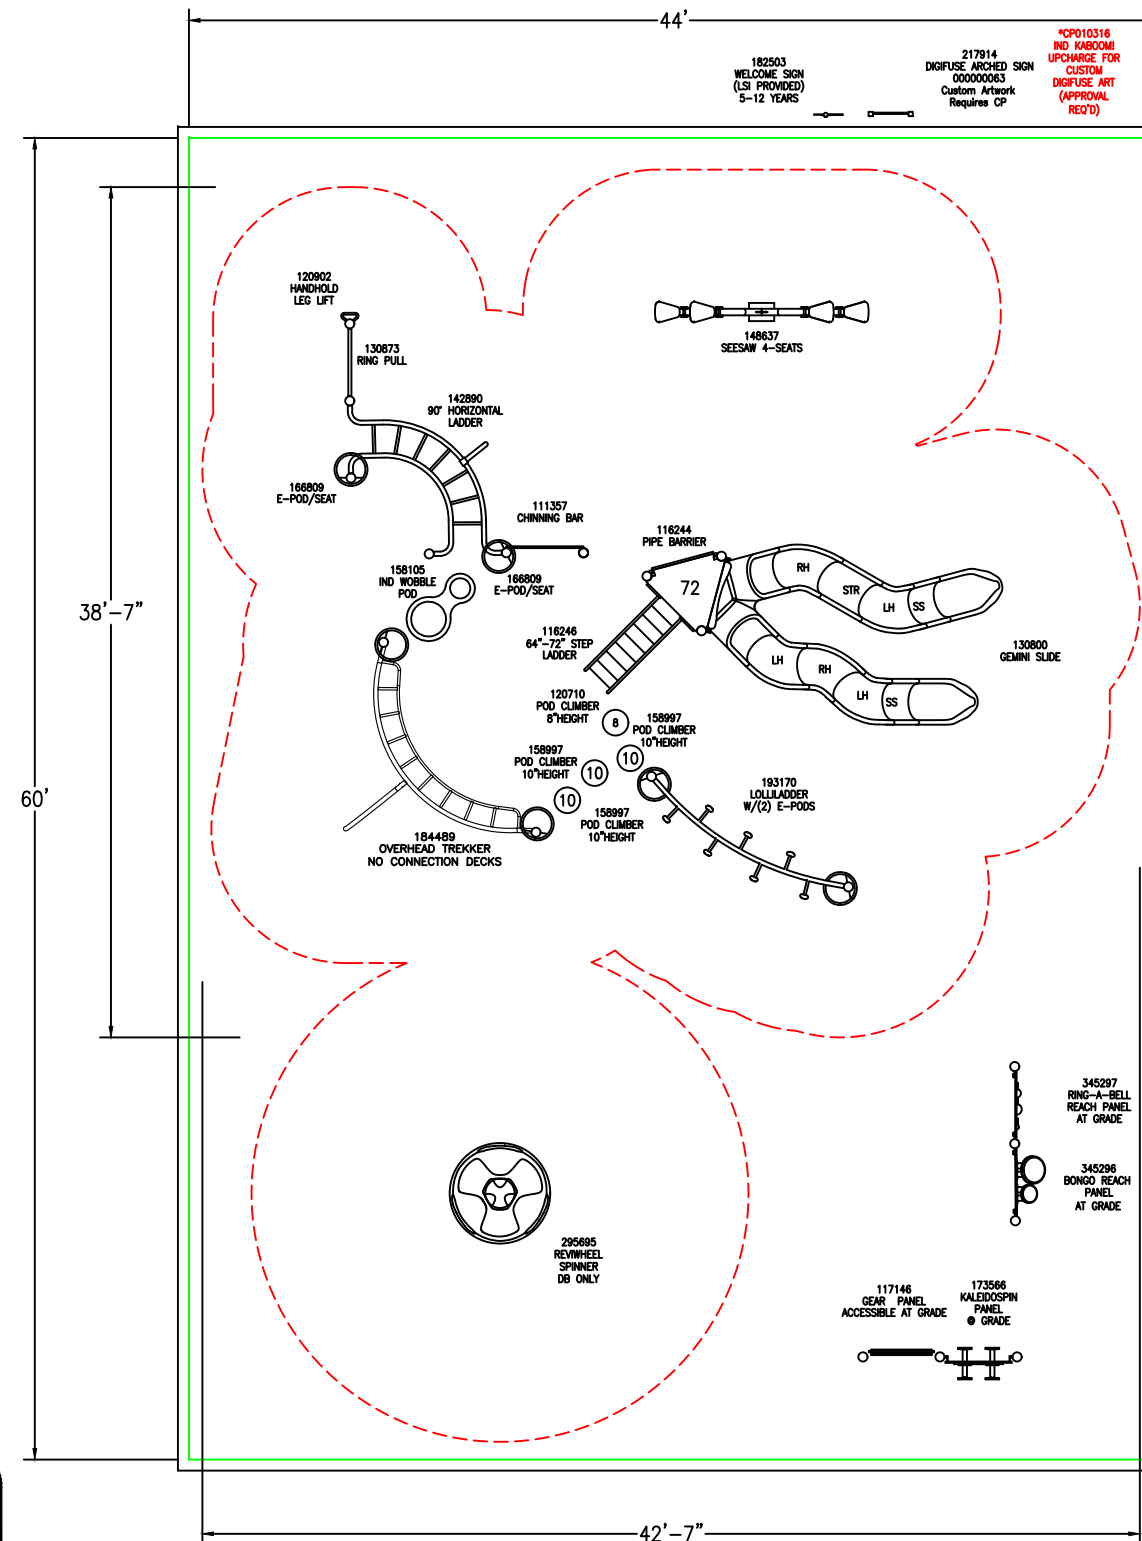 44'
182503
WELCOME SIGN
(LSI PROVIDED)
5-12 YEARS
217914
DIGIFUSE ARCHED SIGN
000000063
Custom Artwork
Requires CP
*CP010316
IND KABOOM!
UPCHARGE FOR
CUSTOM
DIGIFUSE ART
(APPROVAL
REQ'D)
120902
HANDHOLD
LEG LIFT
130873
RING PULL
148637
SEESAW 4-SEATS
142890
90° HORIZONTAL
LADDER
166809
E-POD/SEAT
111357
CHINNING BAR
116244
PIPE BARRIER
158105
IND WOBBLE
POD
166809
E-POD/SEAT
72
RH
STR
LH
SS
38'-7"
116246
64"-72" STEP
LADDER
LH
RH
LH
SS
130800
GEMINI SLIDE
120710
POD CLIMBER
8"HEIGHT
8
158997
POD CLIMBER
10"HEIGHT
158997
POD CLIMBER
10"HEIGHT
10
10
10
60'
193170
LOLLILADDER
W/(2) E-PODS
158997
POD CLIMBER
10"HEIGHT
184489
OVERHEAD TREKKER
NO CONNECTION DECKS
345297
RING-A-BELL
REACH PANEL
AT GRADE
345296
BONGO REACH
PANEL
AT GRADE
295695
REVIWHEEL
SPINNER
DB ONLY
117146
GEAR PANEL
ACCESSIBLE AT GRADE
173566
KALEIDOSPIN
PANEL
@ GRADE
42'-7"